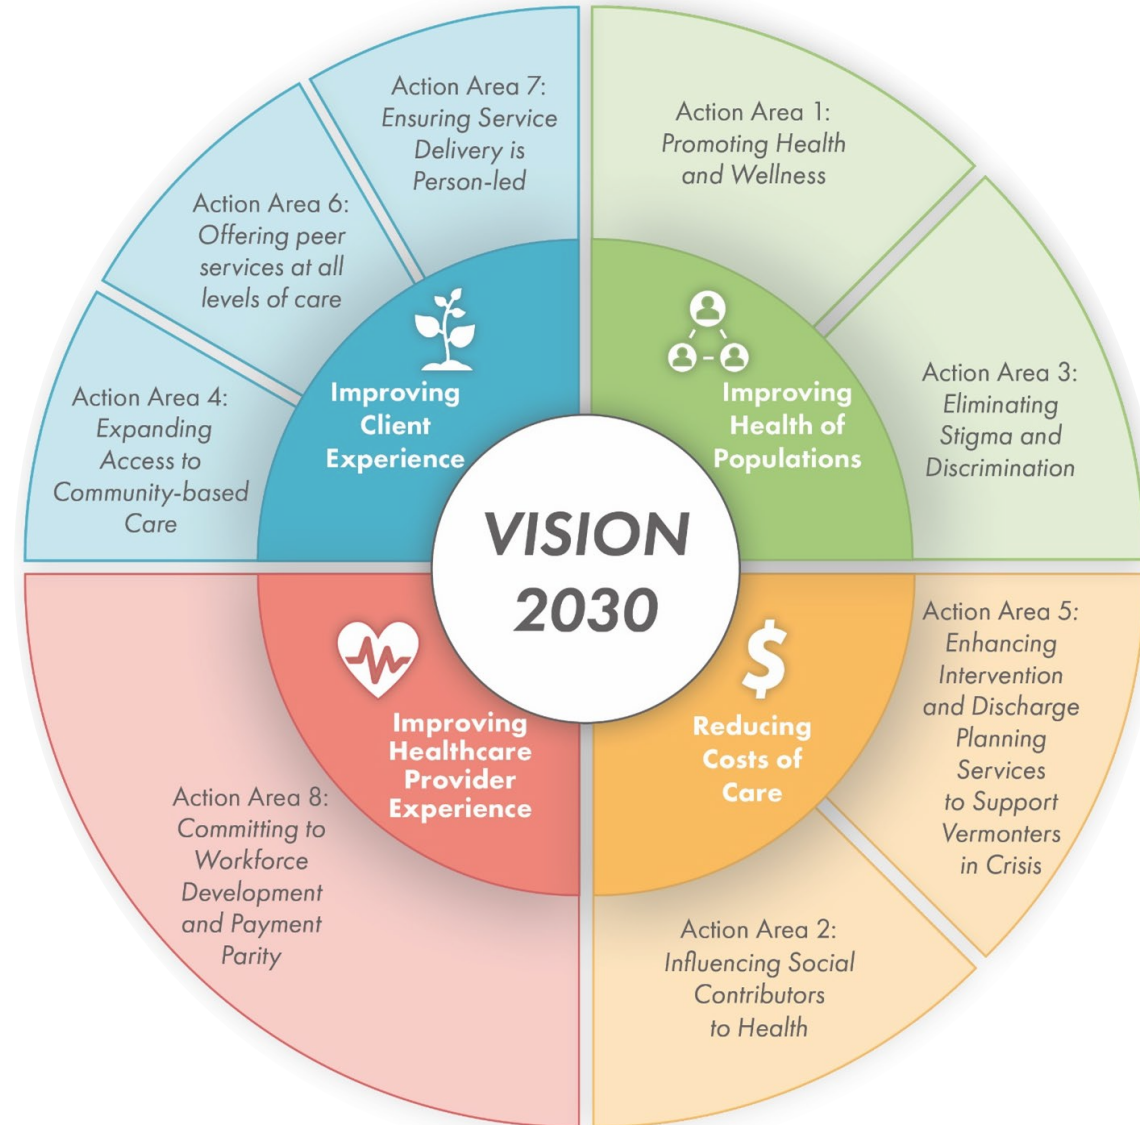 Action Area 7:
Ensuring Service
Delivery is
Person-led
Action Area 1:
Promoting Health
and Wellness
Action Area 6:
Offering peer
services at all
levels of care
Action Area 4:
Expanding
Access to
Community-based
Care
Improving
Client
Experience
Improving
Health of
Populations
Action Area 3:
Eliminating
Stigma and
Discrimination
VISION
2030
Improving
Healthcare
Provider
Experience
Reducing
Costs of
Care
Action Area 5:
Enhancing
Intervention
and Discharge
Planning
Services
to Support
Vermonters
in Crisis
Action Area 8:
Committing to
Workforce
Development
and Payment
Parity
Action Area 2:
Influencing Social
Contributors
to Health